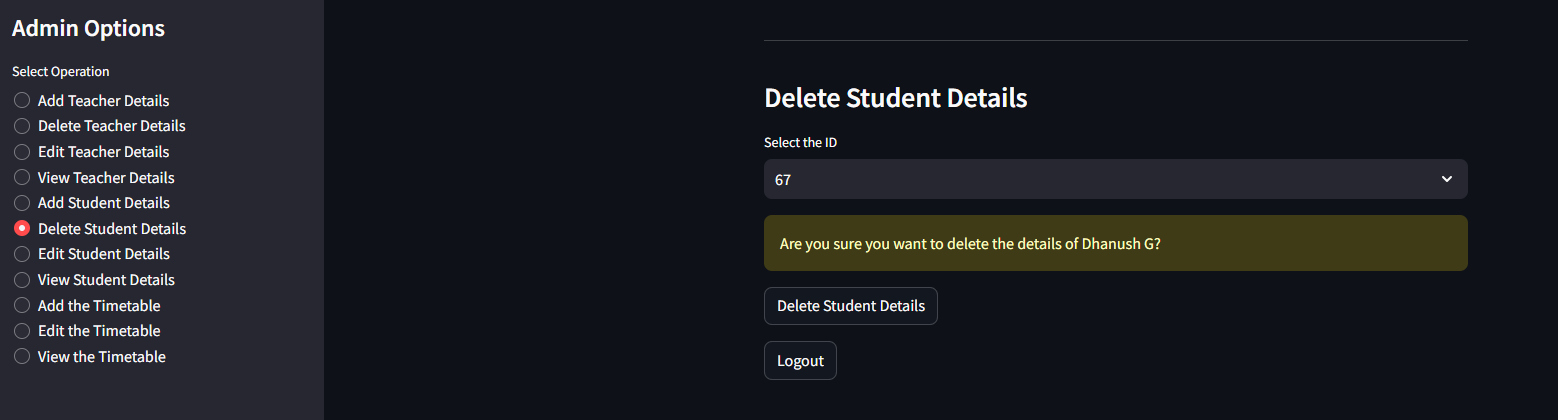 Admin Options
Select Operation
Add Teacher Details
Delete Teacher Details
Edit Teacher Details
View Teacher Details
Add Student Details
Delete Student Details
Edit Student Details
View Student Details
Add the Timetable
Edit the Timetable
View the Timetable
Delete Student Details
Select the ID
67
Are you sure you want to delete the details of Dhanush G?
Delete Student Details
Logout